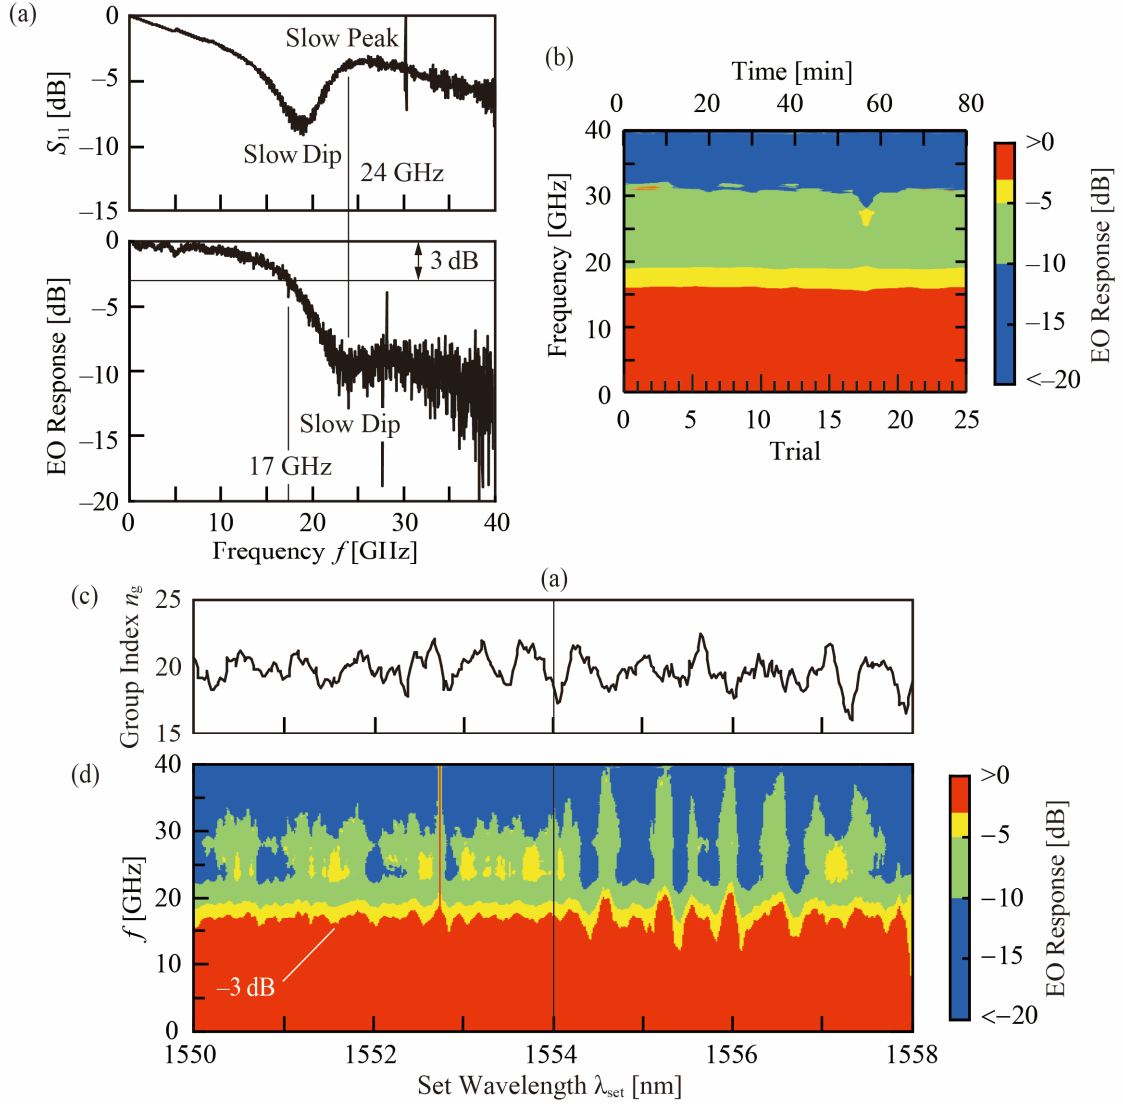 (a)
0
−5
−10
−15
S11 [dB]
Slow Peak
Slow Dip
24 GHz
0
−5
−10
−15
−20
EO Response [dB]
3 dB
Slow Dip
17 GHz
0 10 20 30 40
Frequency f [GHz]
(b)
Time [min]
0 20 40 60 80
40
30
20
10
0
Frequency [GHz]
0 5 10 15 20 25
Trial
>0
−5
−10
−15
<−20
EO Response [dB]
(c)
(a)
25
20
15
Group Index ng
(d)
40
30
20
10
0
f [GHz]
−3 dB
1550 1552 1554 1556 1558
Set Wavelength λset [nm]
>0
−5
−10
−15
<−20
EO Response [dB]